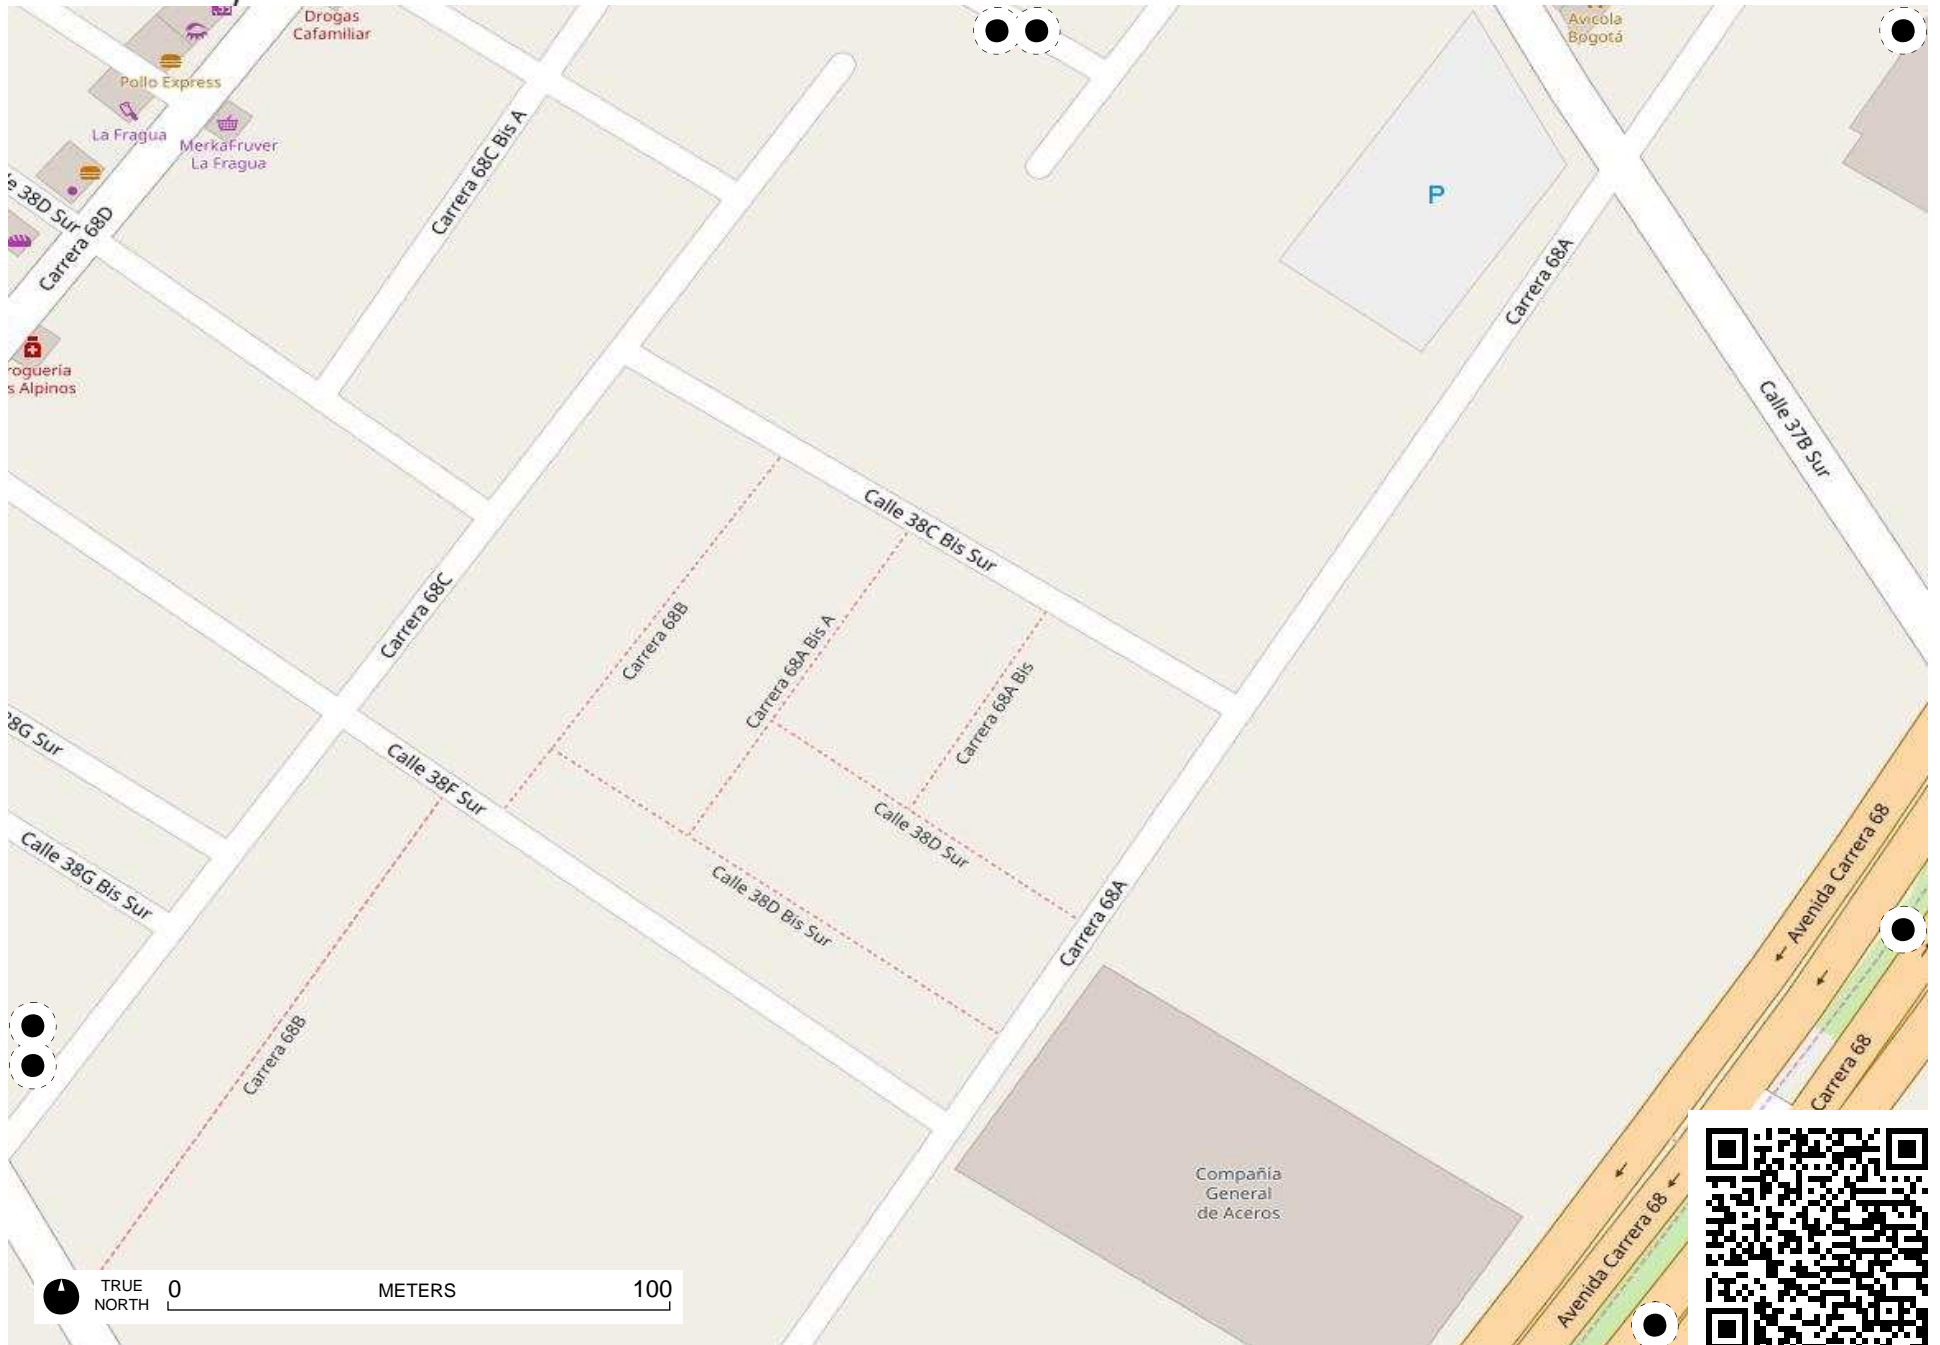 Drogas
Cafamiliar
Avicola
Bogotá
Pollo Express
La Fragua
MerkaFruver
La Fragua
Carrera 68C Bis A
P
e 38D Sur
Carrera 68D
Carrera 68A
rogueria
s Alpinos
Calle 37B Sur
Calle 38C Bis Sur
Carrera 68C
Carrera 68B
Carrera 68A Bis A
Carrera 68A Bis
38G Sur
Calle 38F Sur
Calle 38D Sur
Calle 38G Bis Sur
Calle 38D Bis Sur
Carrera 68A
Avenida Carrera 68
Carrera 68B
Carrera 68
Compañia
General
de Aceros
Avenida Carrera 68
TRUE
NORTH
0
METERS
100